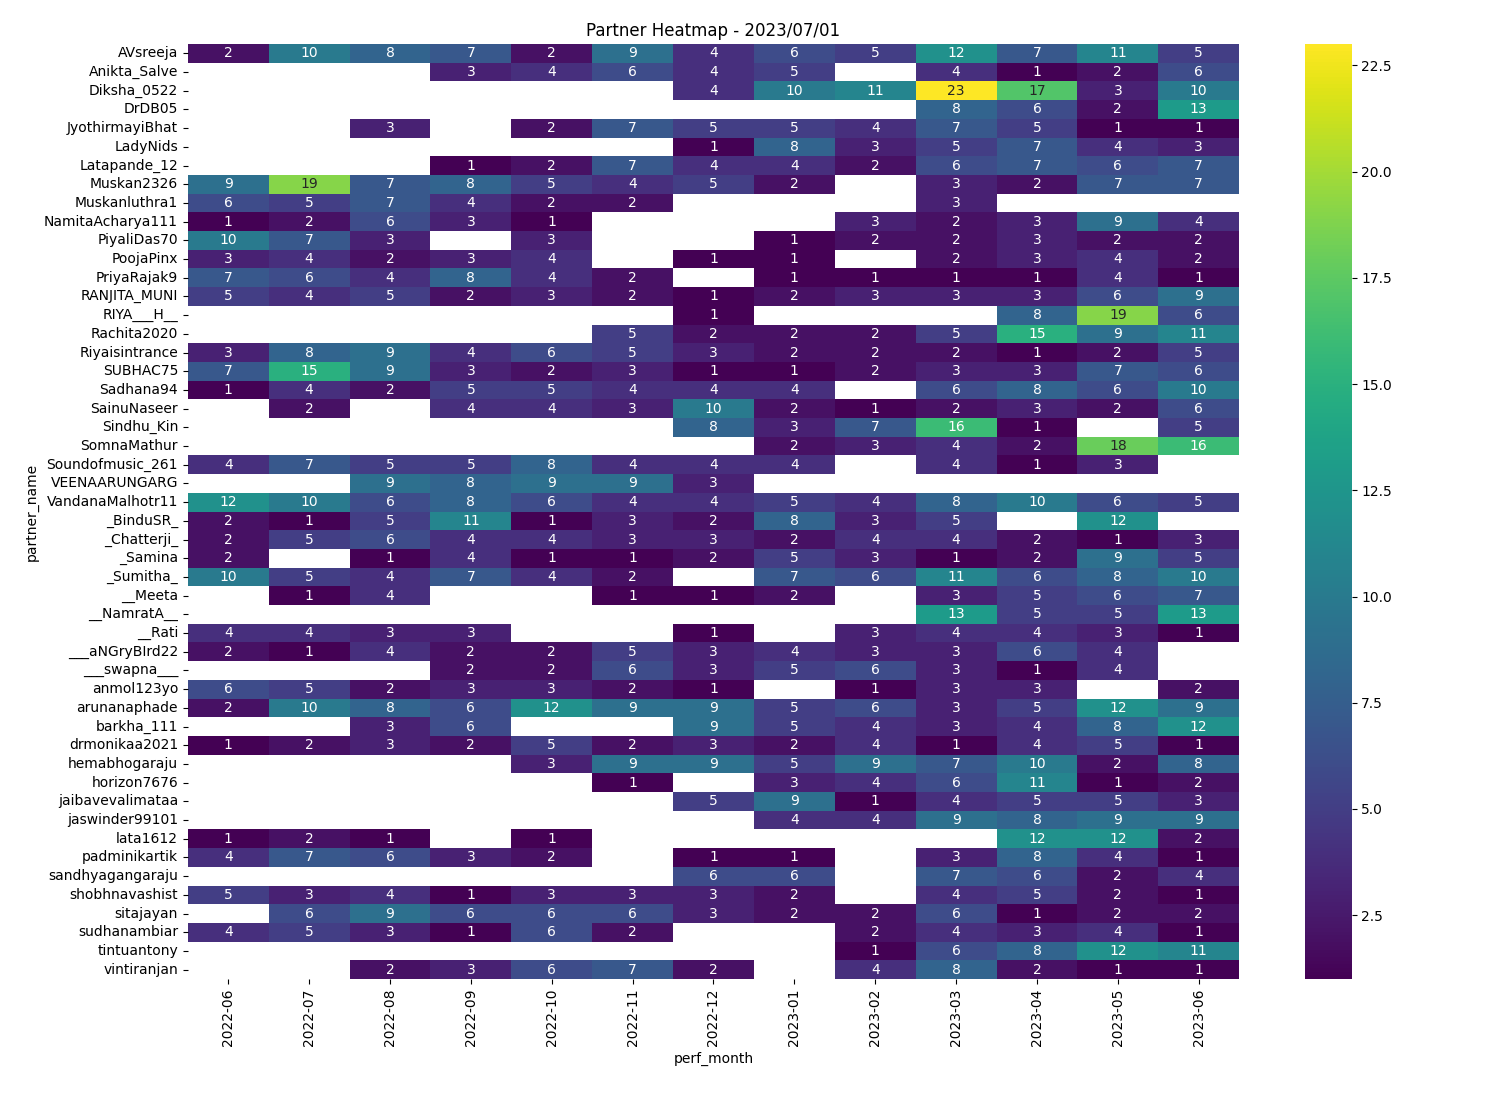 Partner Heatmap - 2023/07/01
AVsreeja 2 10 8 7 2 9 4 6 5 12 7 11 5
Anikta_Salve 3 4 6 4 5 4 1 2 6
Diksha_0522 4 10 11 23 17 3 10
DrDB05 8 6 2 13
JyothirmayiBhat 3 2 7 5 5 4 7 5 1 1
LadyNids 1 8 3 5 7 4 3
Latapande_12 1 2 7 4 4 2 6 7 6 7
Muskan2326 9 19 7 8 5 4 5 2 3 2 7 7
Muskanluthra1 6 5 7 4 2 2 3
NamitaAcharya111 1 2 6 3 1 3 2 3 9 4
PiyaliDas70 10 7 3 3 1 2 2 3 2 2
PoojaPinx 3 4 2 3 4 1 1 2 3 4 2
PriyaRajak9 7 6 4 8 4 2 1 1 1 1 4 1
RANJITA_MUNI 5 4 5 2 3 2 1 2 3 3 3 6 9
RIYA___H__ 1 8 19 6
Rachita2020 5 2 2 2 5 15 9 11
Riyaisintrance 3 8 9 4 6 5 3 2 2 2 1 2 5
SUBHAC75 7 15 9 3 2 3 1 1 2 3 3 7 6
Sadhana94 1 4 2 5 5 4 4 4 6 8 6 10
SainuNaseer 2 4 4 3 10 2 1 2 3 2 6
Sindhu_Kin 8 3 7 16 1 5
SomnaMathur 2 3 4 2 18 16
Soundofmusic_261 4 7 5 5 8 4 4 4 4 1 3
VEENAARUNGARG 9 8 9 9 3
VandanaMalhotr11 12 10 6 8 6 4 4 5 4 8 10 6 5
_BinduSR_ 2 1 5 11 1 3 2 8 3 5 12
_Chatterji_ 2 5 6 4 4 3 3 2 4 4 2 1 3
_Samina 2 1 4 1 1 2 5 3 1 2 9 5
_Sumitha_ 10 5 4 7 4 2 7 6 11 6 8 10
__Meeta 1 4 1 1 2 3 5 6 7
__NamratA__ 13 5 5 13
__Rati 4 4 3 3 1 3 4 4 3 1
___aNGryBIrd22 2 1 4 2 2 5 3 4 3 3 6 4
___swapna___ 2 2 6 3 5 6 3 1 4
anmol123yo 6 5 2 3 3 2 1 1 3 3 2
arunanaphade 2 10 8 6 12 9 9 5 6 3 5 12 9
barkha_111 3 6 9 5 4 3 4 8 12
drmonikaa2021 1 2 3 2 5 2 3 2 4 1 4 5 1
hemabhogaraju 3 9 9 5 9 7 10 2 8
horizon7676 1 3 4 6 11 1 2
jaibavevalimataa 5 9 1 4 5 5 3
jaswinder99101 4 4 9 8 9 9
lata1612 1 2 1 1 12 12 2
padminikartik 4 7 6 3 2 1 1 3 8 4 1
sandhyagangaraju 6 6 7 6 2 4
shobhnavashist 5 3 4 1 3 3 3 2 4 5 2 1
sitajayan 6 9 6 6 6 3 2 2 6 1 2 2
sudhanambiar 4 5 3 1 6 2 2 4 3 4 1
tintuantony 1 6 8 12 11
vintiranjan 2 3 6 7 2 4 8 2 1 1
2022-06 2022-07 2022-08 2022-09 2022-10 2022-11 2022-12 2023-01 2023-02 2023-03 2023-04 2023-05 2023-06
perf_month
partner_name
22.5
20.0
17.5
15.0
12.5
10.0
7.5
5.0
2.5